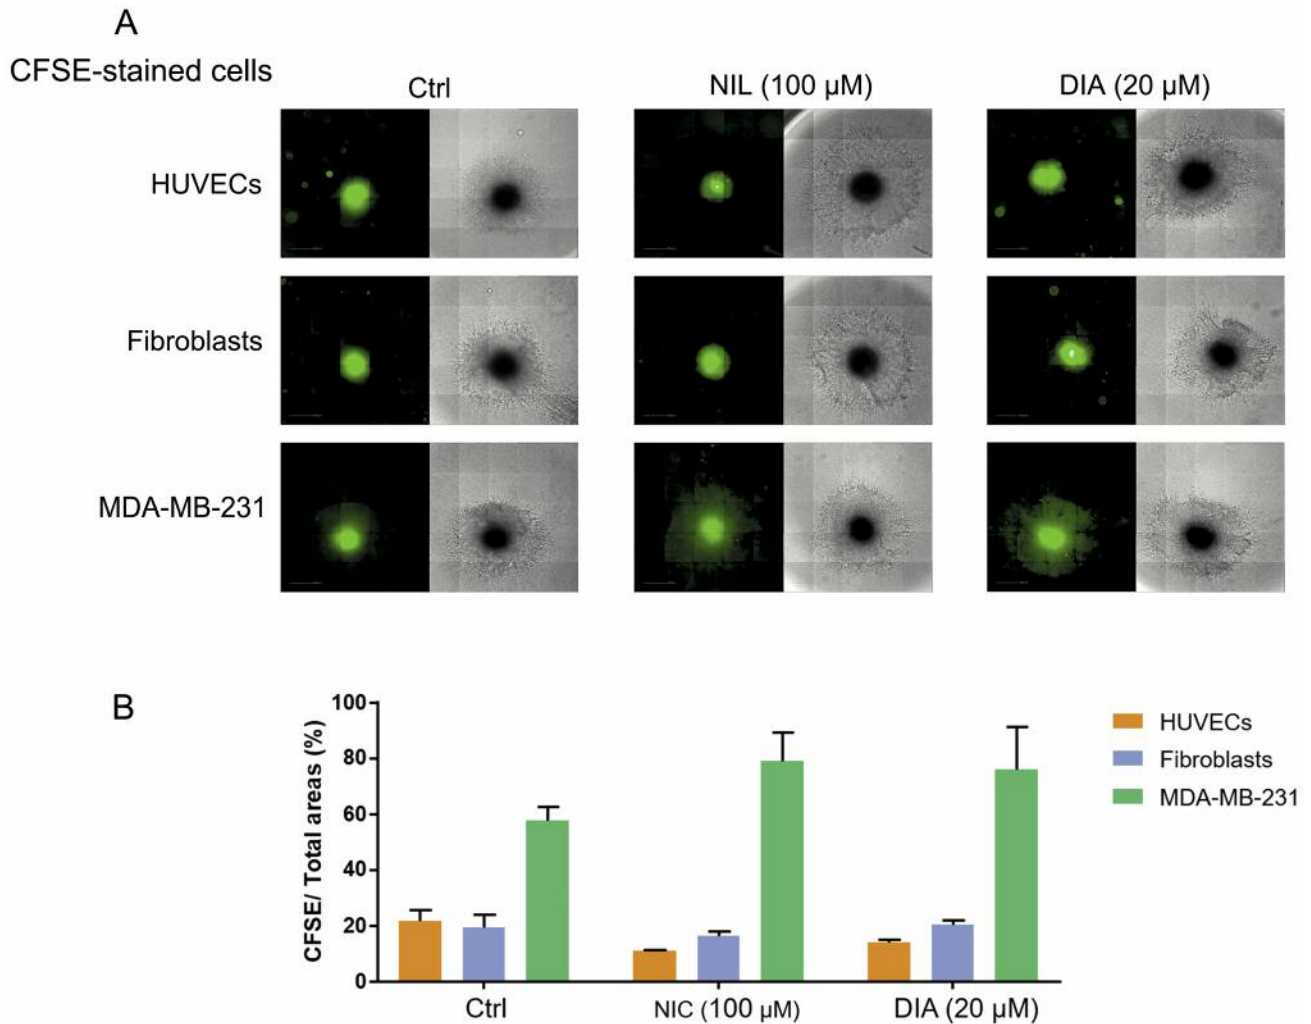 A
CFSE-stained cells
Ctrl
NIL (100 µM)
DIA (20 µM)
HUVECs
Fibroblasts
MDA-MB-231
B
CFSE/ Total areas (%)
100
80
60
40
20
0
Ctrl
NIC (100 µM)
DIA (20 µM)
HUVECs
Fibroblasts
MDA-MB-231